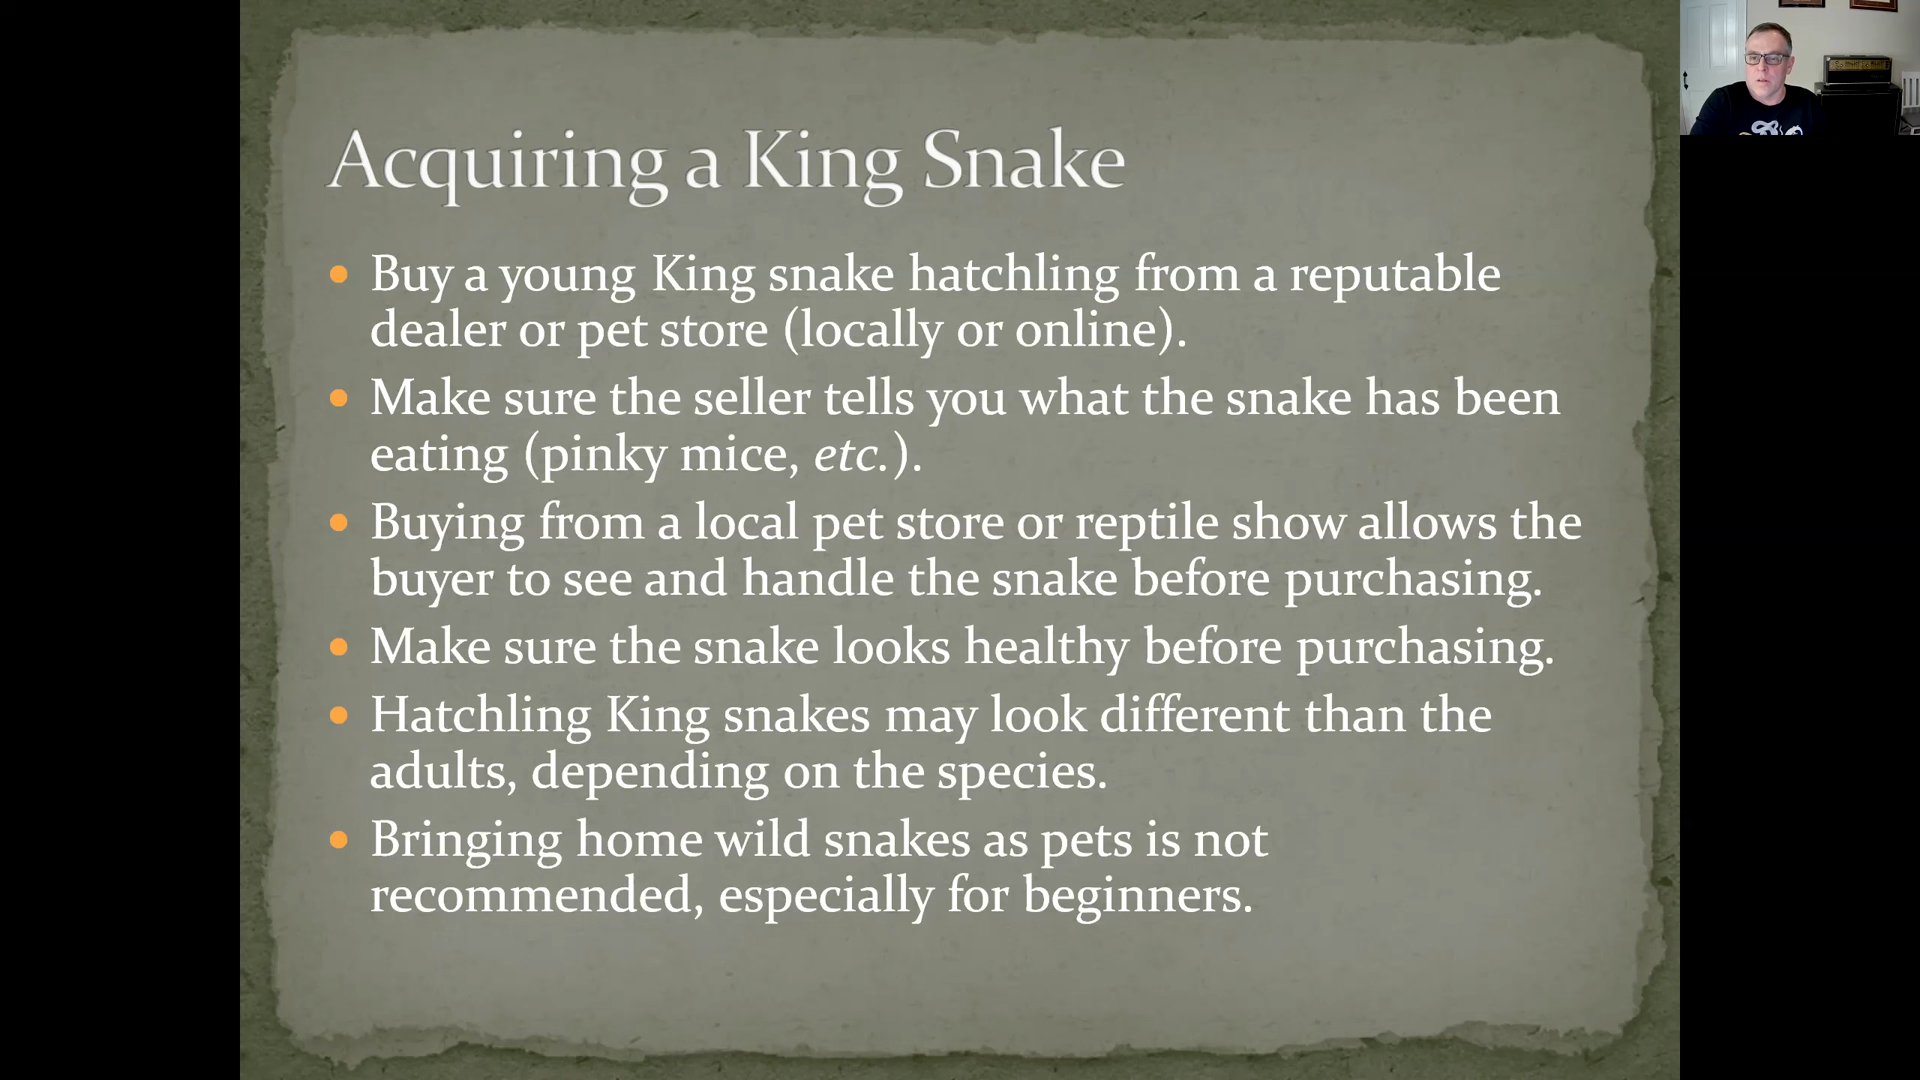 Acquiring a King Snake
Buy a young King snake hatchling from a reputable
dealer or pet store (locally or online).
Make sure the seller tells you what the snake has been
eating (pinky mice, etc.).
Buying from a local pet store or reptile show allows the
buyer to see and handle the snake before purchasing.
Make sure the snake looks healthy before purchasing.
Hatchling King snakes may look different than the
adults, depending on the species.
Bringing home wild snakes as pets is not
recommended, especially for beginners.